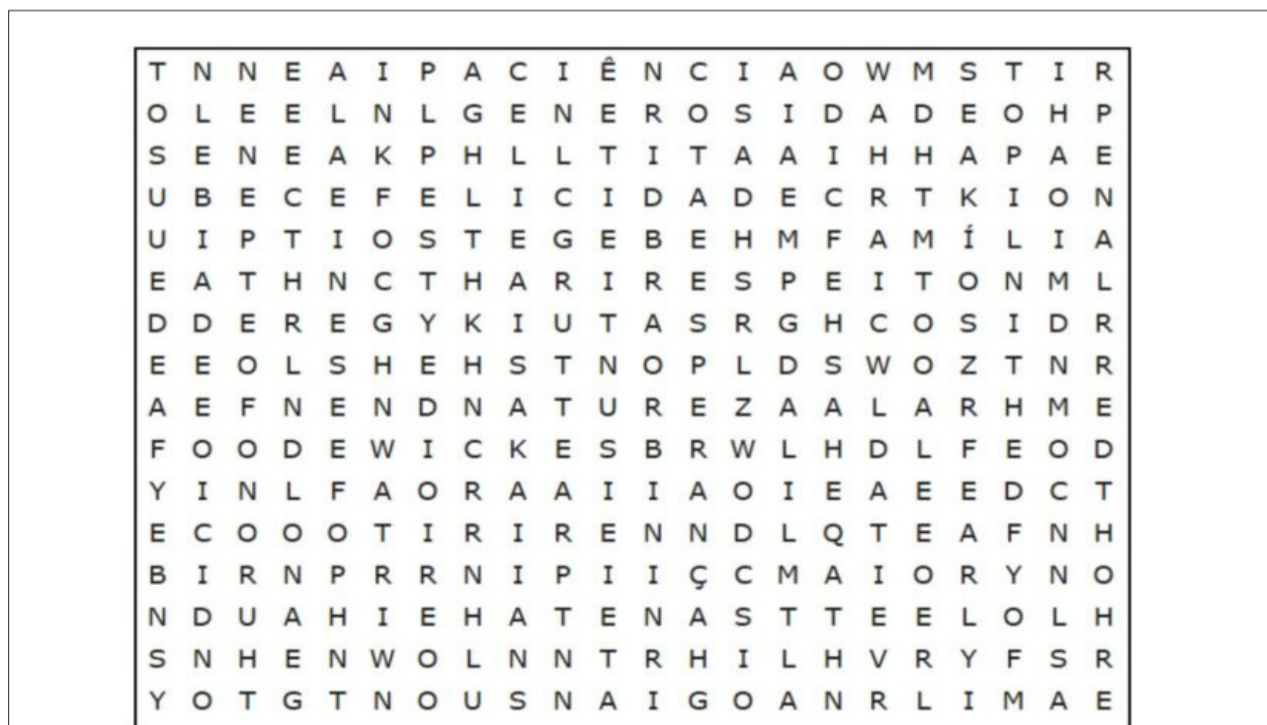 T N N E A I P A C I Ê N C I A O W M S T I R
O L E E L N L G E N E R O S I D A D E O H P
S E N E A K P H L L T I T A A I H H A P A E
U B E C E F E L I C I D A D E C R T K I O N
U I P T I O S T E G E B E H M F A M Í L I A
E A T H N C T H A R I R E S P E I T O N M L
D D E R E G Y K I U T A S R G H C O S I D R
E E O L S H E H S T N O P L D S W O Z T N R
A E F N E N D N A T U R E Z A A L A R H M E
F O O D E W I C K E S B R W L H D L F E O D
Y I N L F A O R A A I I A O I E A E E D C T
E C O O O T I R I R E N N D L Q T E A F N H
B I R N P R R N I P I I Ç C M A I O R Y N O
N D U A H I E H A T E N A S T T E E L O L H
S N H E N W O L N N T R H I L H V R Y F S R
Y O T G T N O U S N A I G O A N R L I M A E